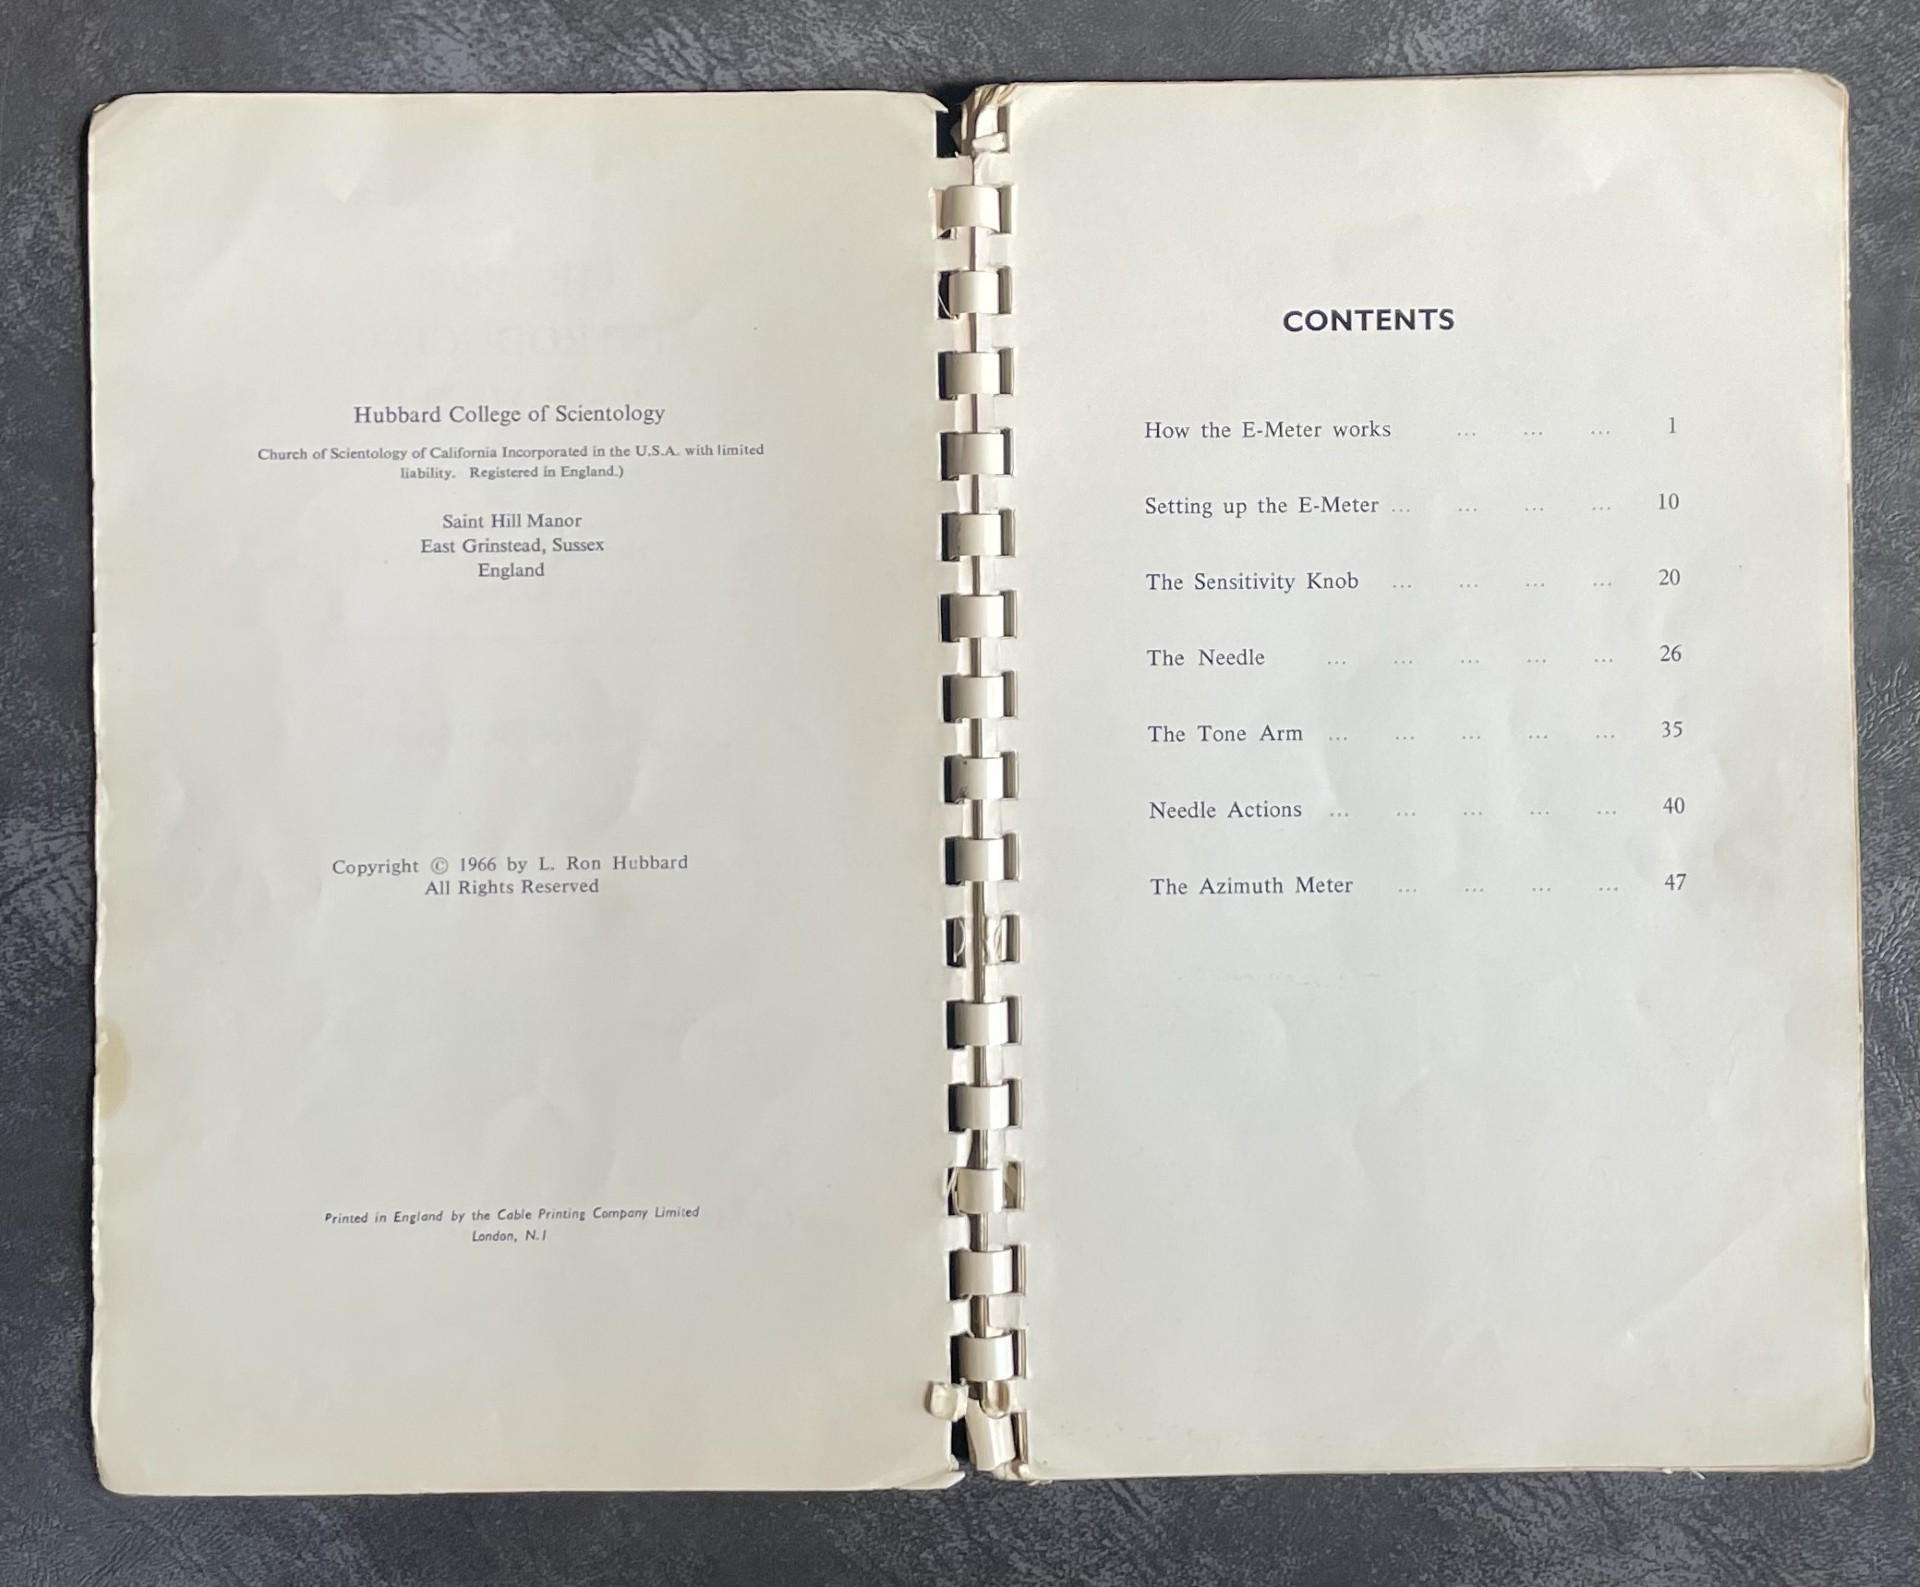 Hubbard College of Scientology
Church of Scientology of California Incorporated in the U.S.A. with limited
liability. Registered in England.)
Saint Hill Manor
East Grinstead, Sussex
England
Copyright © 1966 by L. Ron Hubbard
All Rights Reserved
Printed in England by the Cable Printing Company Limited
London, N.1
CONTENTS
How the E-Meter works ... ... ... 1
Setting up the E-Meter ... ... ... ... 10
The Sensitivity Knob ... ... ... ... 20
The Needle ... ... ... ... ... 26
The Tone Arm ... ... ... ... ... 35
Needle Actions ... ... ... ... ... 40
The Azimuth Meter ... ... ... ... 47